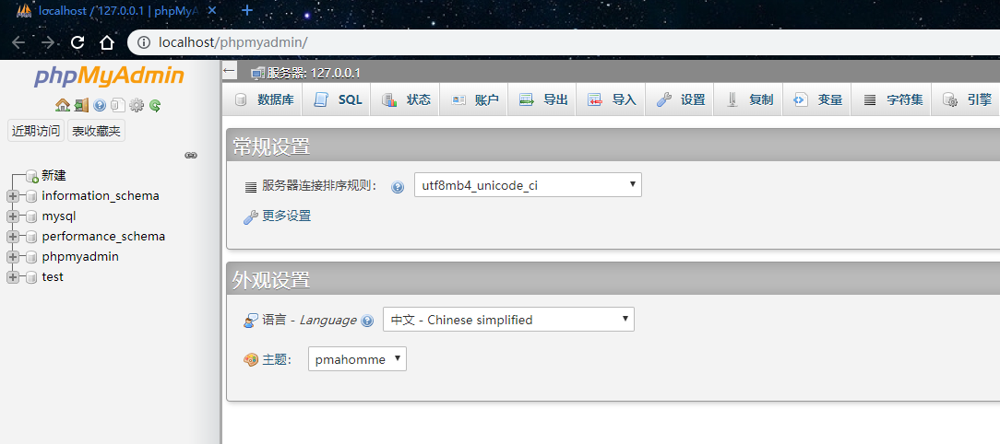 localhost / 127.0.0.1 | phpMyA
localhost/phpmyadmin/
phpMyAdmin
近期访问 表收藏夹
新建
information_schema
mysql
performance_schema
phpmyadmin
test
服务器: 127.0.0.1
数据库 SQL 状态 账户 导出 导入 设置 复制 变量 字符集 引擎
常规设置
服务器连接排序规则： utf8mb4_unicode_ci
更多设置
外观设置
语言 - Language 中文 - Chinese simplified
主题： pmahomme